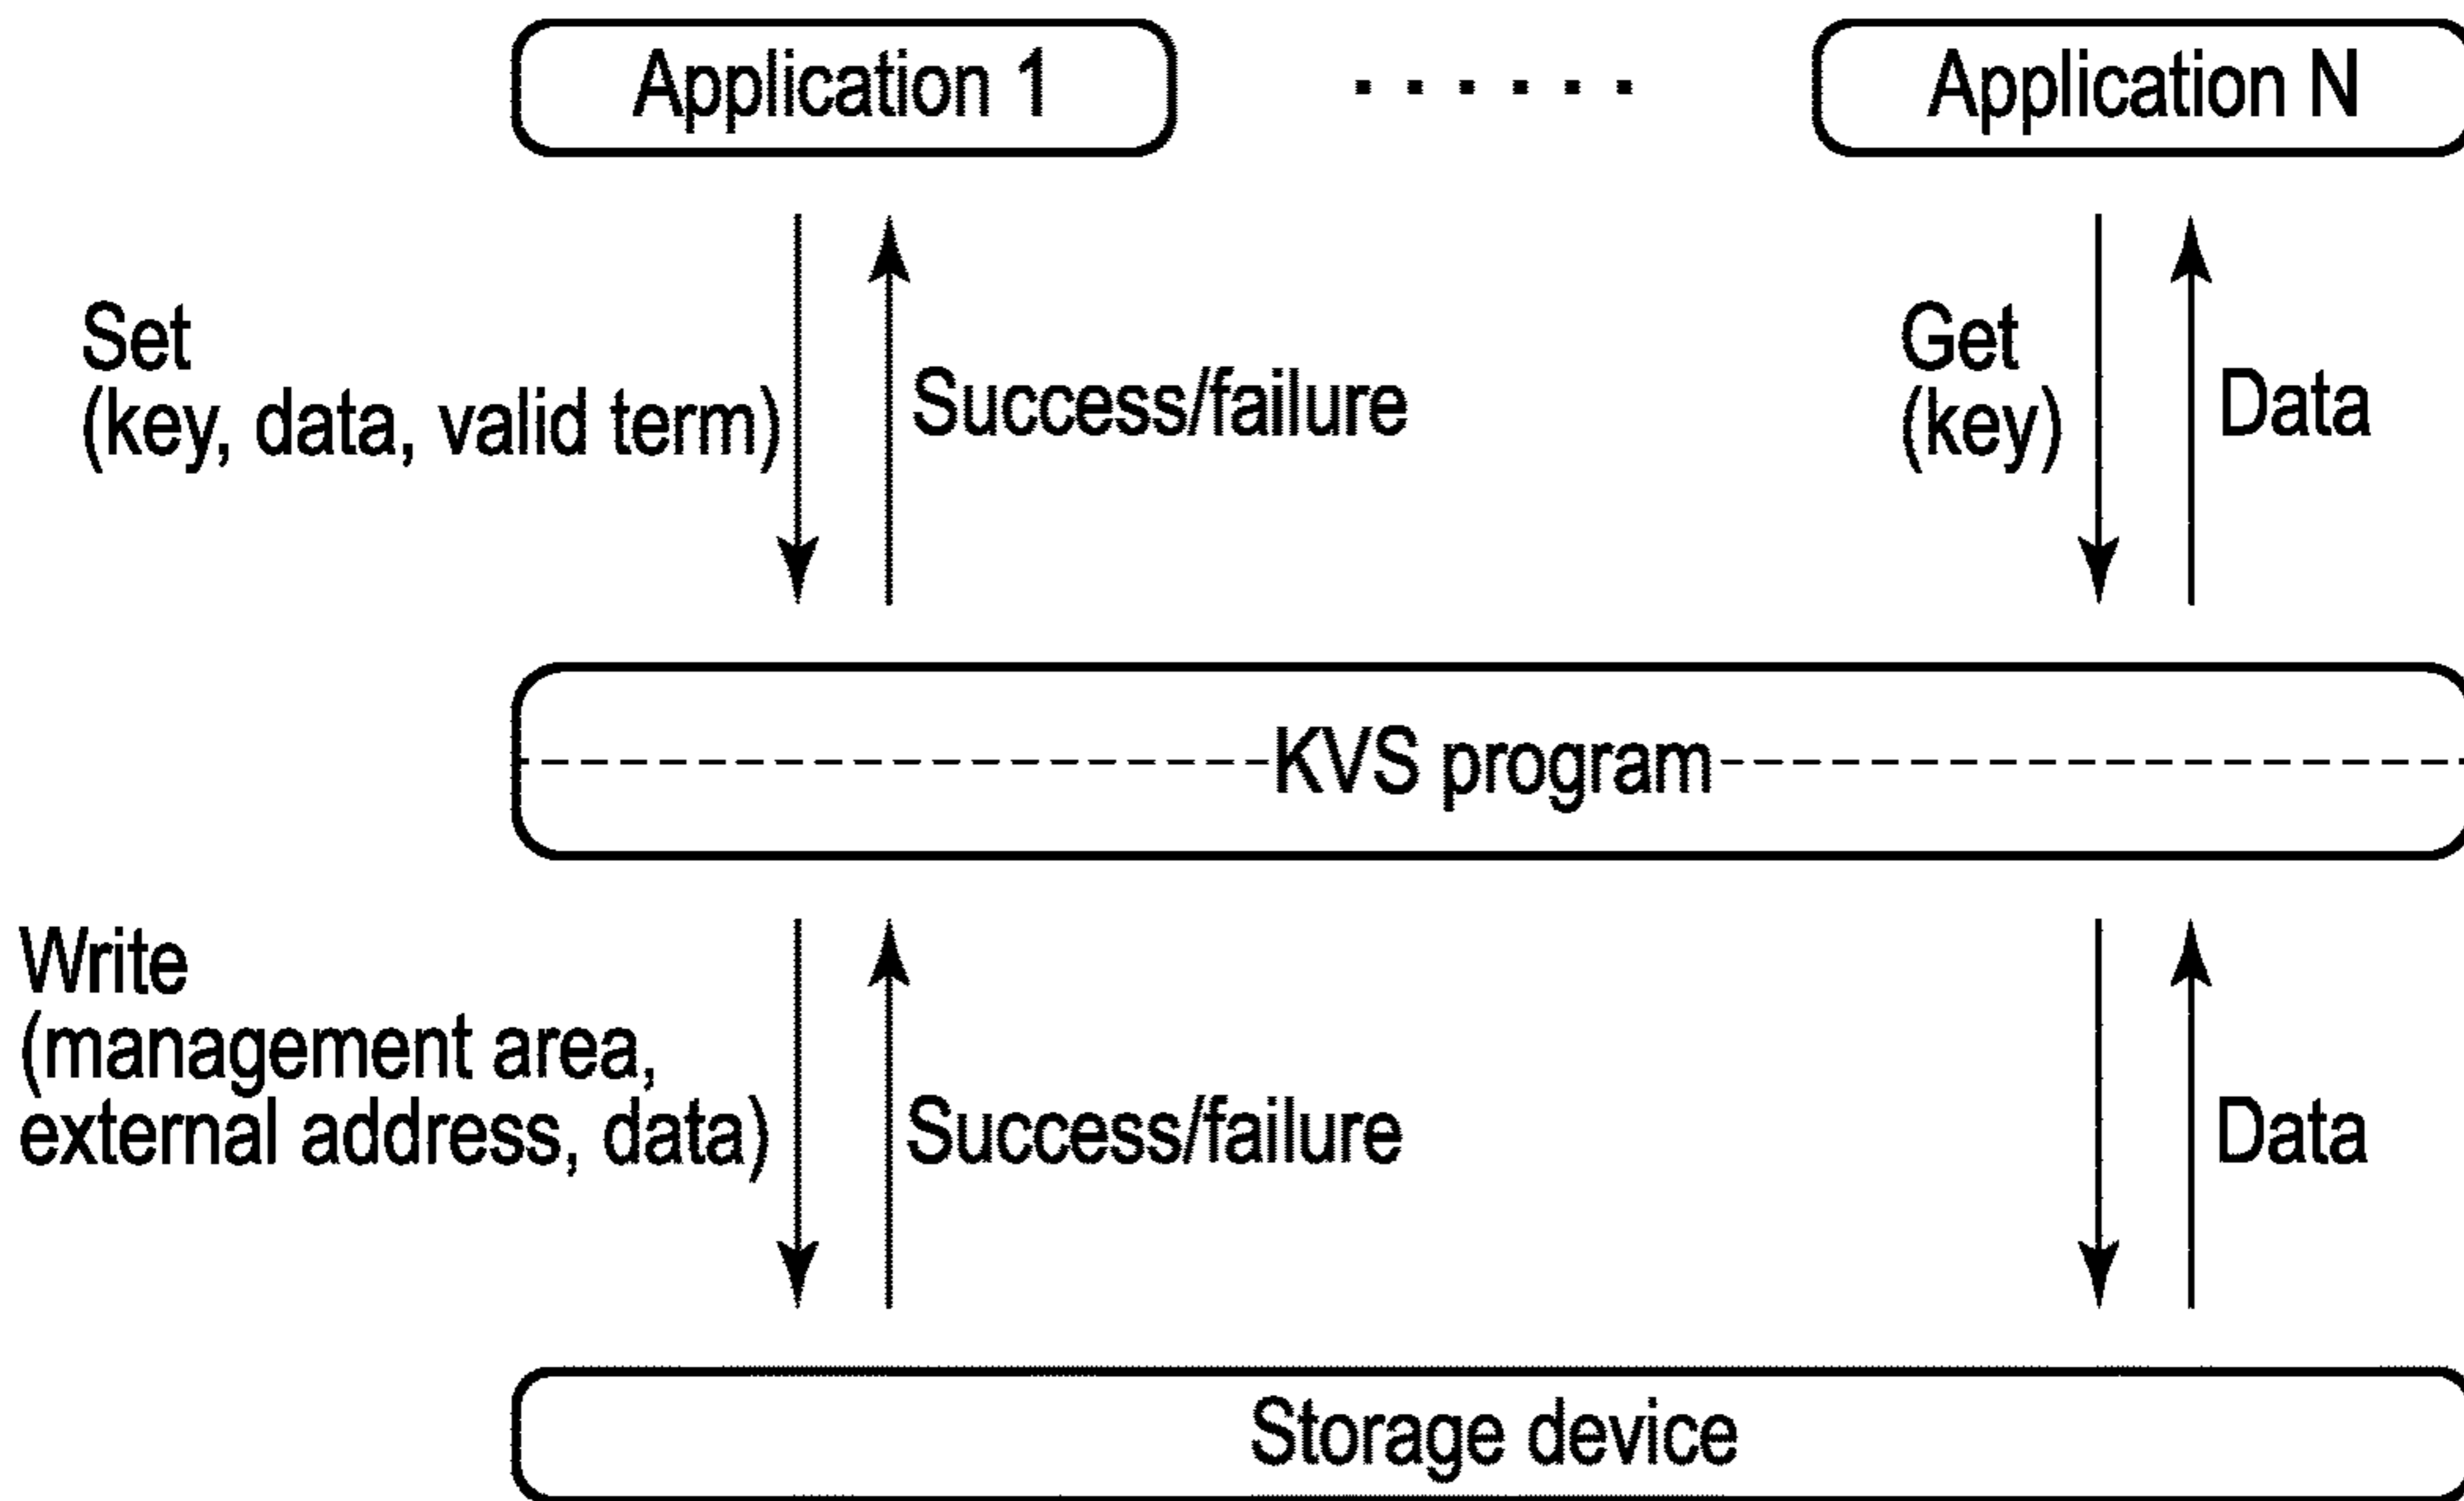 Application 1
······
Application N
Set
(key, data, valid term)
Success/failure
Get
(key)
Data
KVS program
Write
(management area,
external address, data)
Success/failure
Data
Storage device